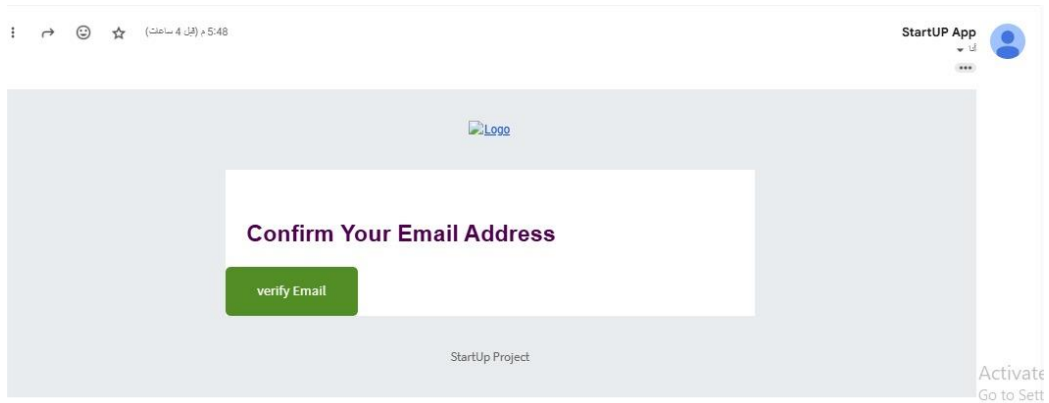 StartUP App
5:48 م (قبل 4 ساعات)
أنا
Logo
Confirm Your Email Address
verify Email
StartUp Project
Activate
Go to Sett